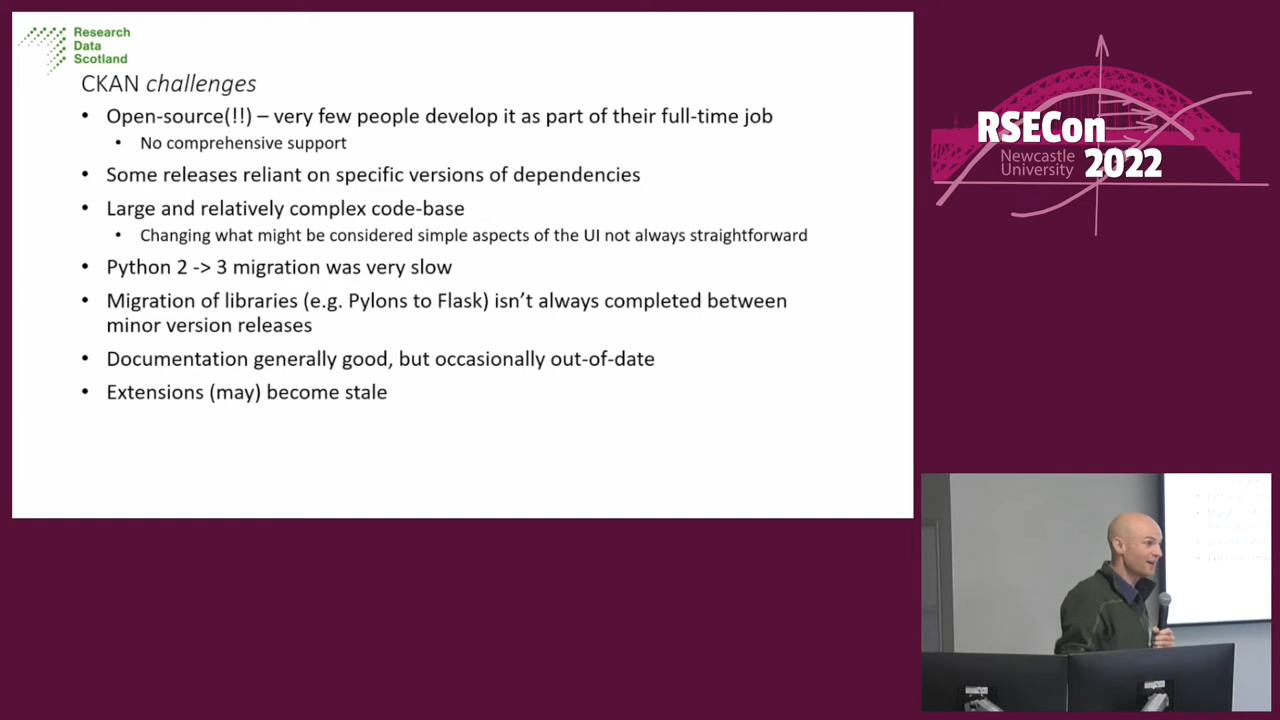 Research
Data
Scotland
CKAN challenges
• Open-source(!!) – very few people develop it as part of their full-time job
• No comprehensive support
• Some releases reliant on specific versions of dependencies
• Large and relatively complex code-base
• Changing what might be considered simple aspects of the UI not always straightforward
• Python 2 -> 3 migration was very slow
• Migration of libraries (e.g. Pylons to Flask) isn’t always completed between
minor version releases
• Documentation generally good, but occasionally out-of-date
• Extensions (may) become stale
RSECon
Newcastle
University
2022